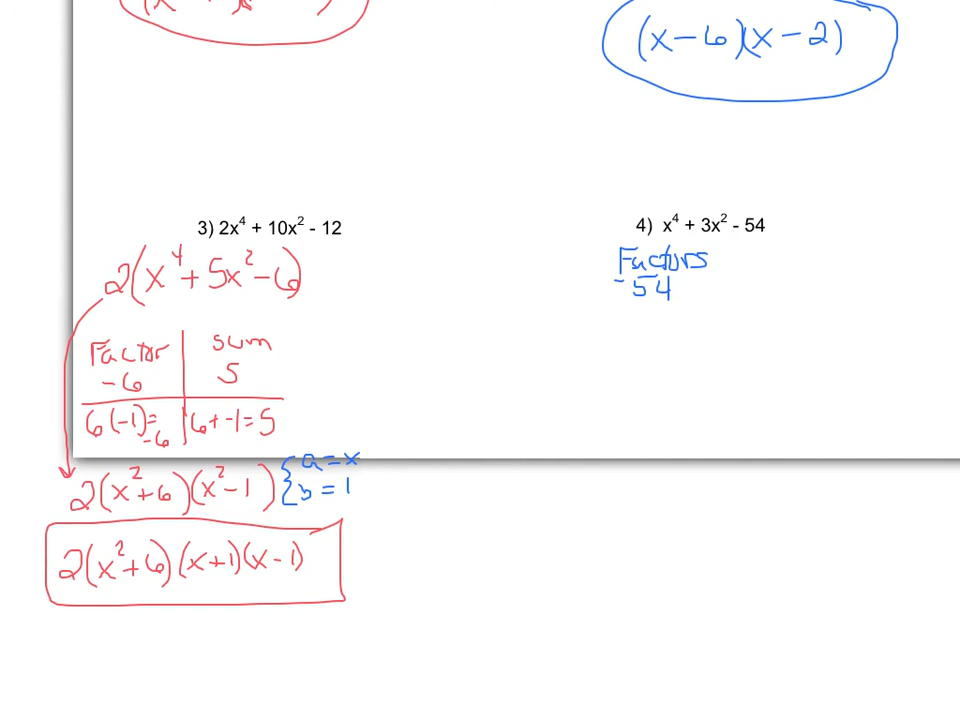 (x-6)(x-2)
3) 2x⁴ + 10x² - 12
2(x⁴+5x²-6)
Factor sum
-6 5
6(-1)=-6 6+-1=5
2(x²+6)(x²-1) { a=x
b=1
2(x²+6)(x+1)(x-1)
4) x⁴ + 3x² - 54
Factors
-54